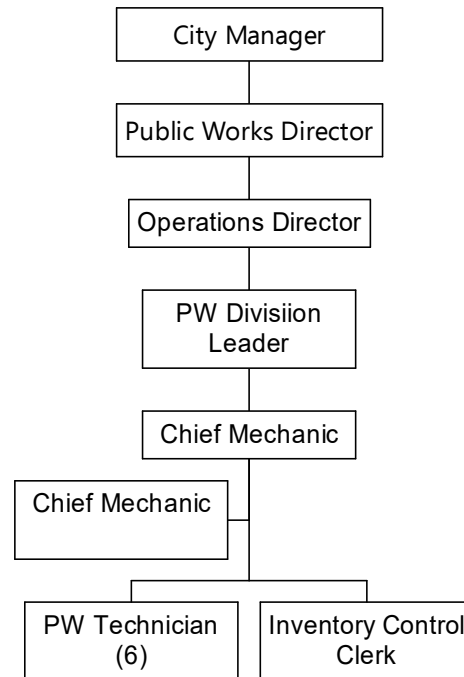 City Manager
Public Works Director
Operations Director
PW Divisiion
Leader
Chief Mechanic
Chief Mechanic
PW Technician
(6)
Inventory Control
Clerk